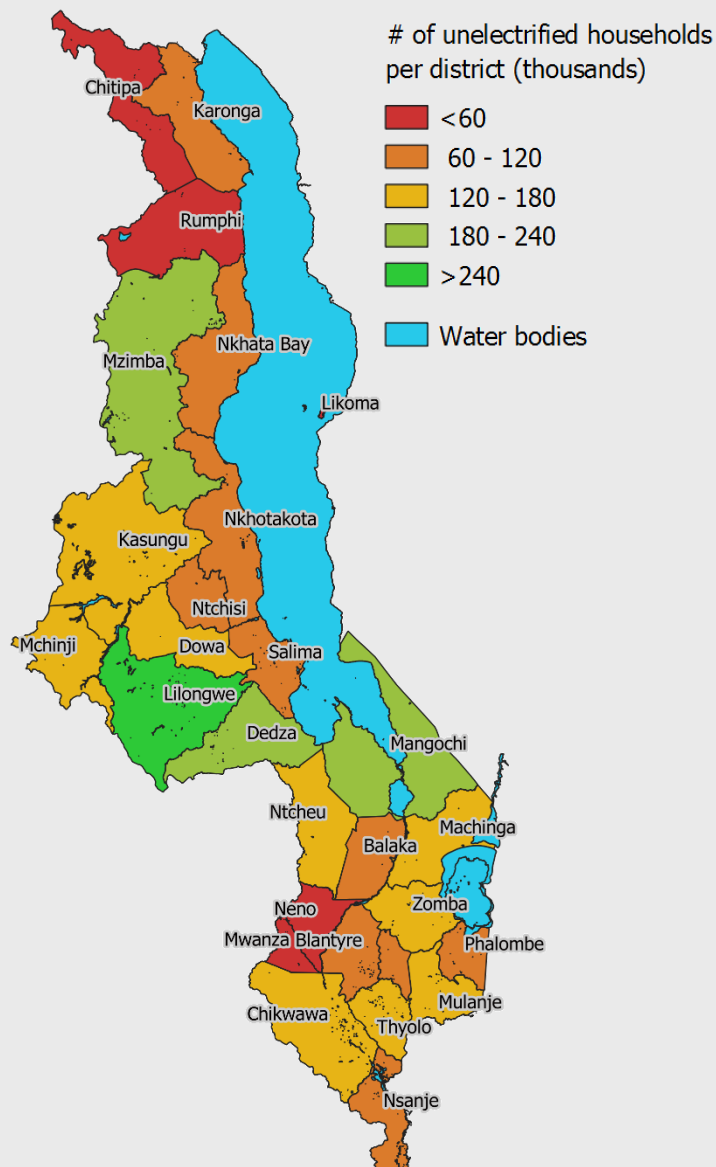 # of unelectrified households
per district (thousands)
<60
60 - 120
120 - 180
180 - 240
>240
Water bodies
Chitipa
Karonga
Rumphi
Nkhata Bay
Mzimba
Likoma
Nkhotakota
Kasungu
Ntchisi
Mchinji
Dowa
Salima
Lilongwe
Dedza
Mangochi
Ntcheu
Machinga
Balaka
Zomba
Neno
Mwanza Blantyre
Phalombe
Mulanje
Chikwawa
Thyolo
Nsanje